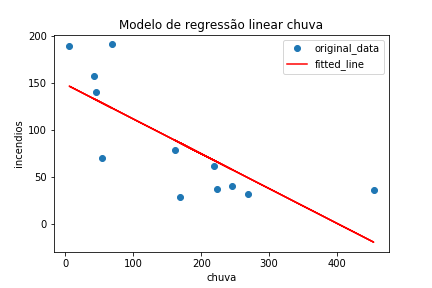 Modelo de regressão linear chuva
original_data
fitted_line
incendios
200
150
100
50
0
0
100
200
300
400
chuva